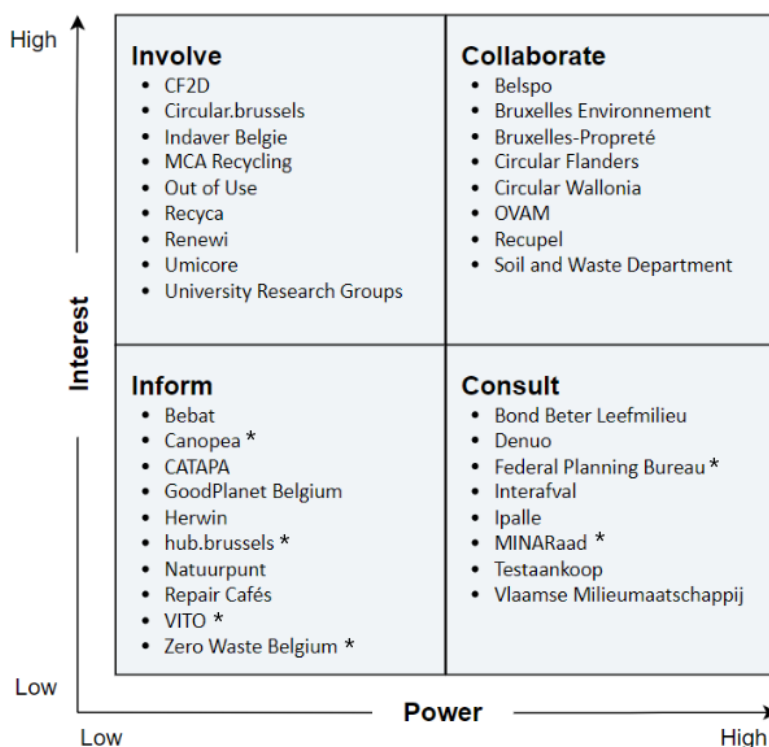 High
Interest
Low
Involve
• CF2D
• Circular.brussels
• Indaver Belgie
• MCA Recycling
• Out of Use
• Recyca
• Renewi
• Umicore
• University Research Groups
Collaborate
• Belspo
• Bruxelles Environnement
• Bruxelles-Propreté
• Circular Flanders
• Circular Wallonia
• OVAM
• Recupel
• Soil and Waste Department
Inform
• Bebat
• Canopea *
• CATAPA
• GoodPlanet Belgium
• Herwin
• hub.brussels *
• Natuurpunt
• Repair Cafés
• VITO *
• Zero Waste Belgium *
Consult
• Bond Beter Leefmilieu
• Denuo
• Federal Planning Bureau *
• Interafval
• Ipalle
• MINARaad *
• Testaankoop
• Vlaamse Milieumaatschappij
Low
Power
High